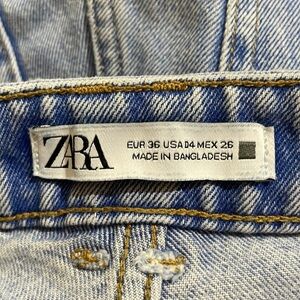 ZARA
EUR 36 USA 04 MEX 26
MADE IN BANGLADESH